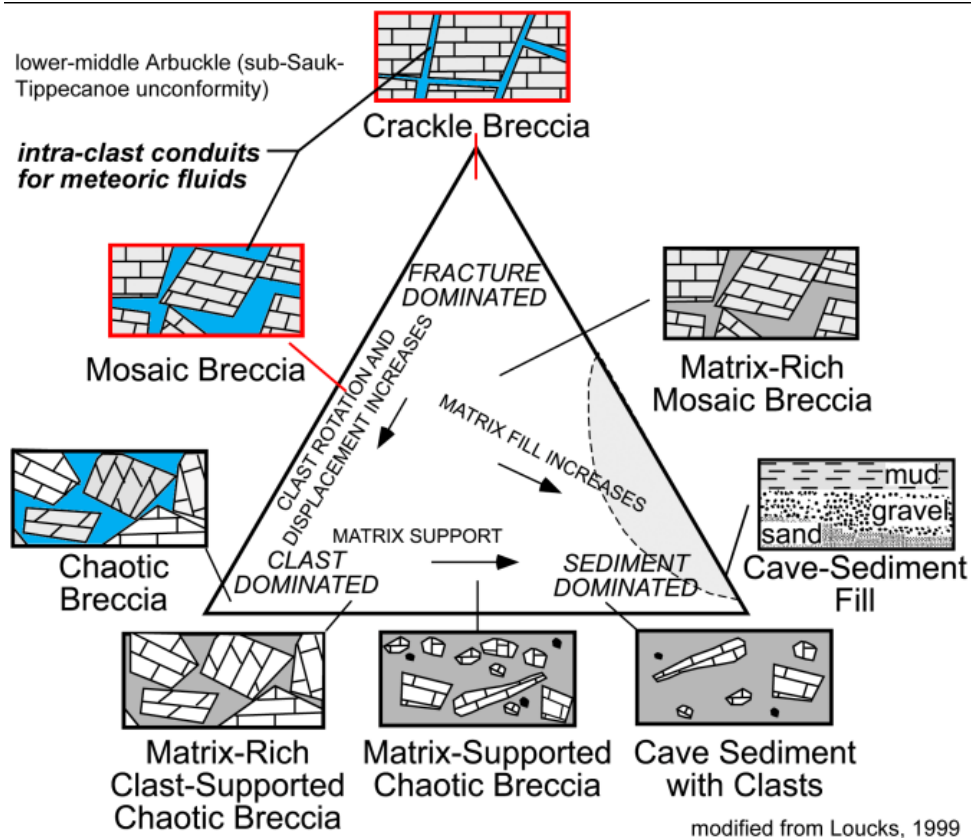 lower-middle Arbuckle (sub-Sauk-
Tippecanoe unconformity)
intra-clast conduits
for meteoric fluids
Crackle Breccia
Mosaic Breccia
FRACTURE
DOMINATED
Matrix-Rich
Mosaic Breccia
CLAST ROTATION AND
DISPLACEMENT INCREASES
MATRIX FILL INCREASES
Chaotic
Breccia
MATRIX SUPPORT
CLAST
DOMINATED
SEDIMENT
DOMINATED
mud
gravel
sand
Cave-Sediment
Fill
Matrix-Rich
Clast-Supported
Chaotic Breccia
Matrix-Supported
Chaotic Breccia
Cave Sediment
with Clasts
modified from Loucks, 1999